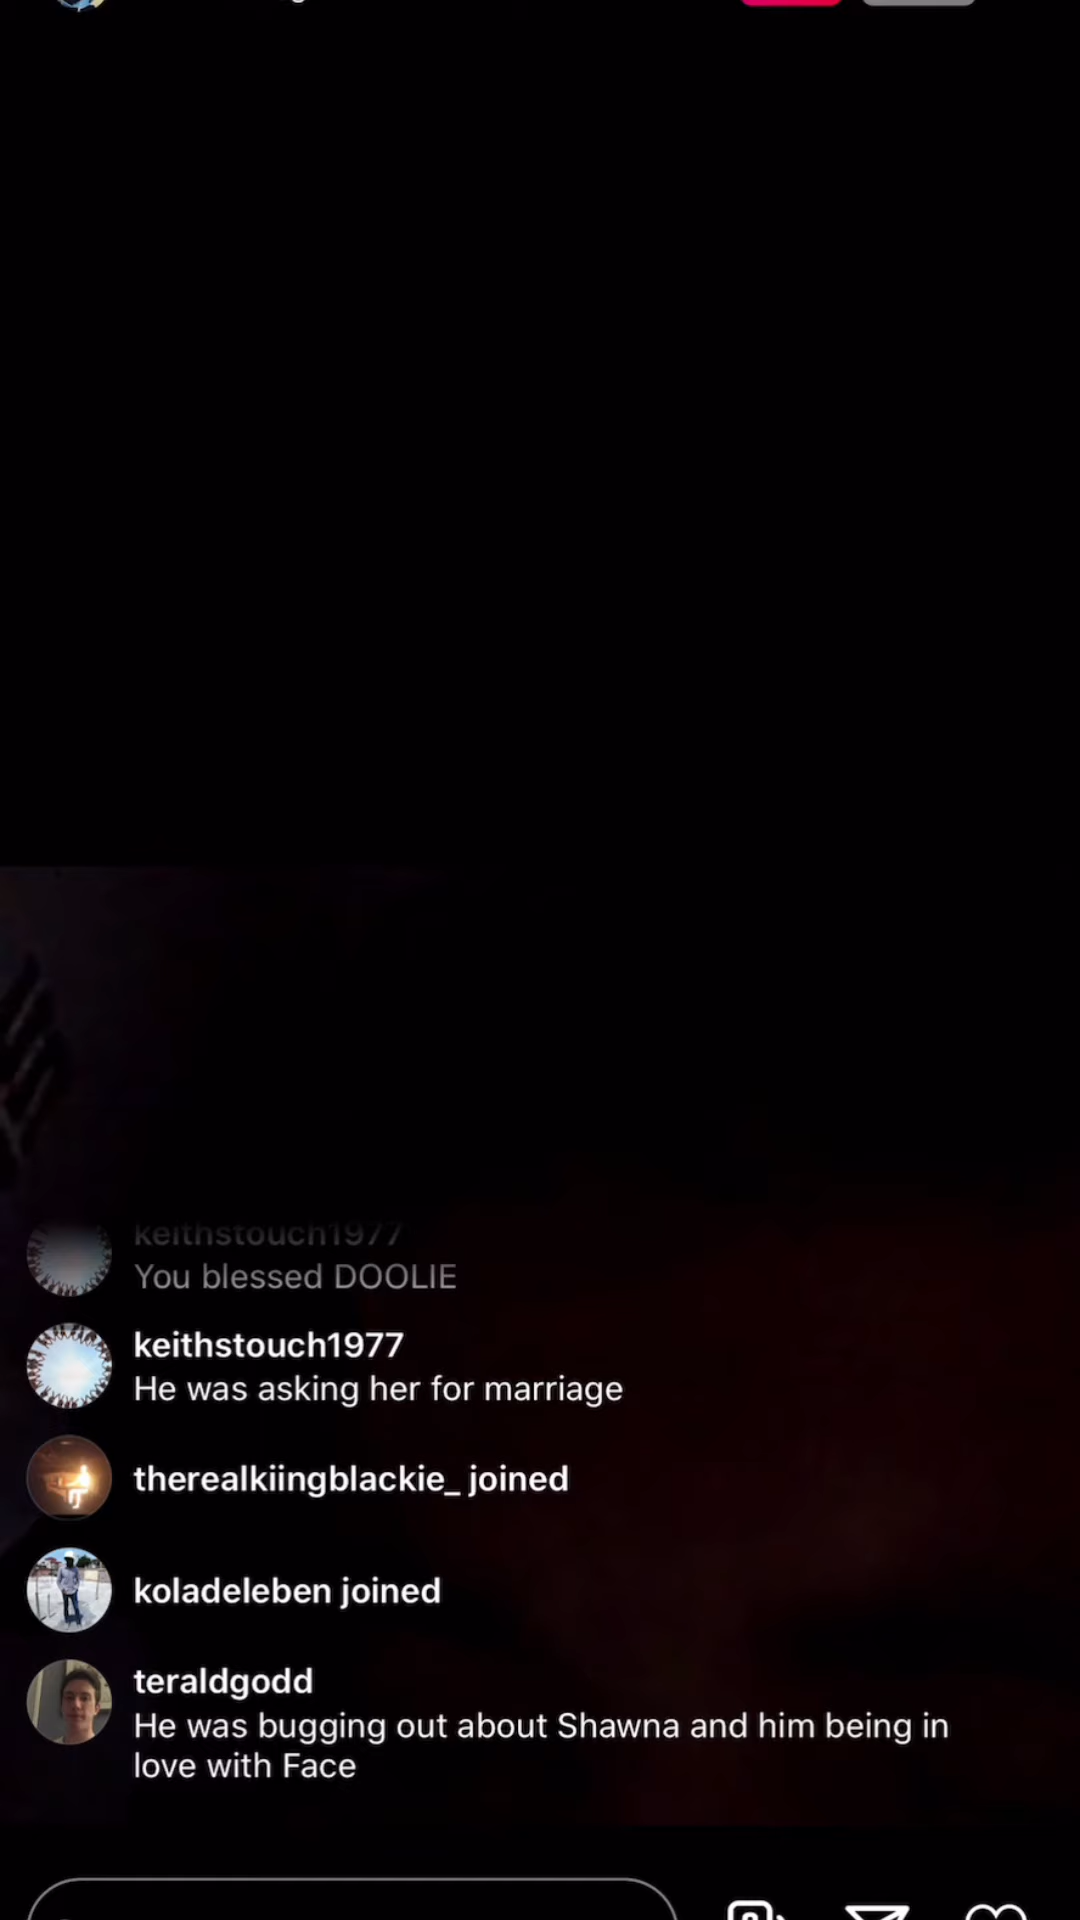 keithstouch1977
You blessed DOOLIE
keithstouch1977
He was asking her for marriage
therealkiingblackie_ joined
koladeleben joined
teraldgodd
He was bugging out about Shawna and him being in
love with Face